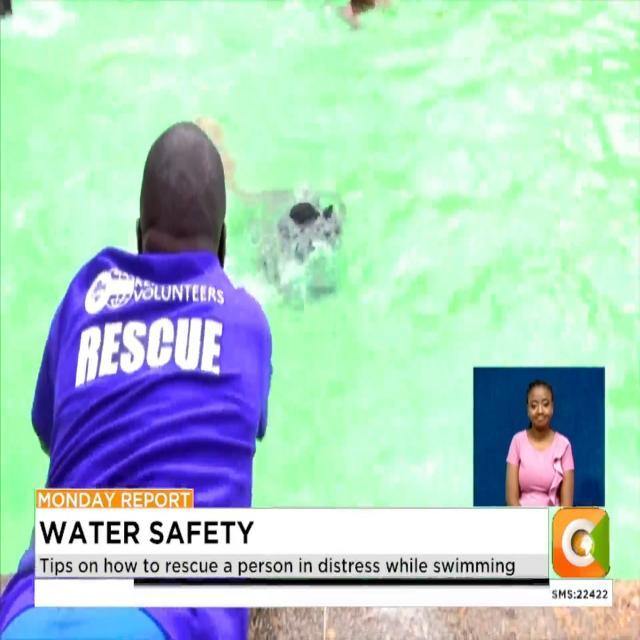 VOLUNTEERS
RESCUE
MONDAY REPORT
WATER SAFETY
Tips on how to rescue a person in distress while swimming
C
SMS:22422